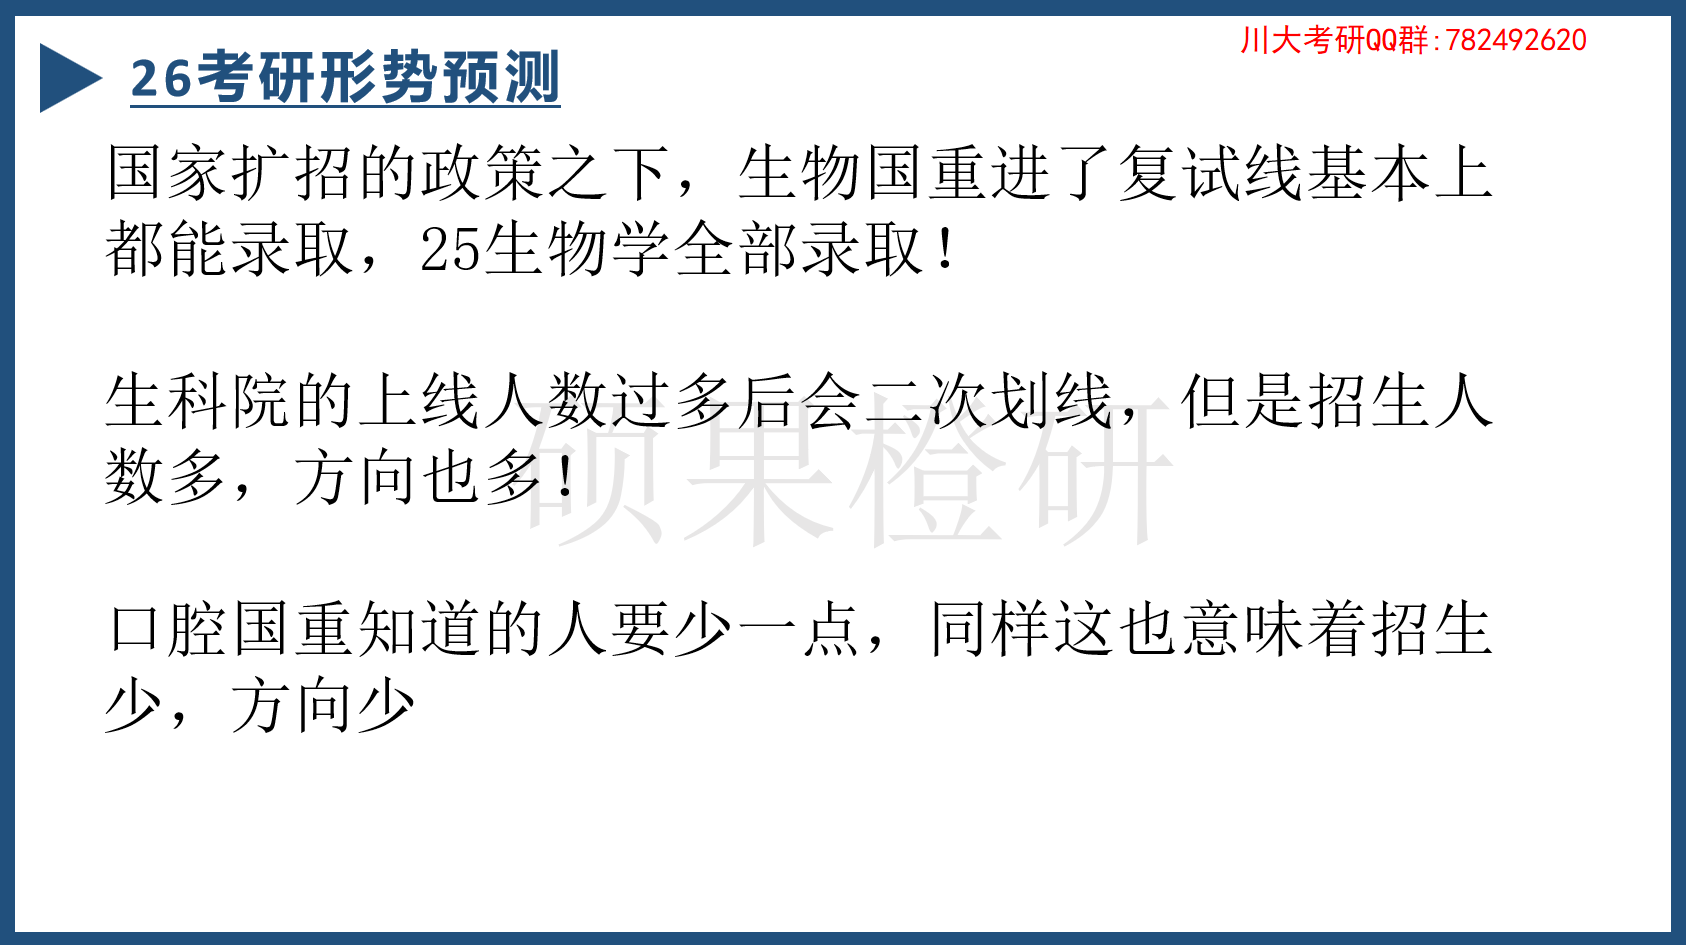 川大考研QQ群:782492620
26考研形势预测
国家扩招的政策之下，生物国重进了复试线基本上
都能录取，25生物学全部录取！
生科院的上线人数过多后会二次划线，但是招生人
数多，方向也多！
硕果橙研
口腔国重知道的人要少一点，同样这也意味着招生
少，方向少